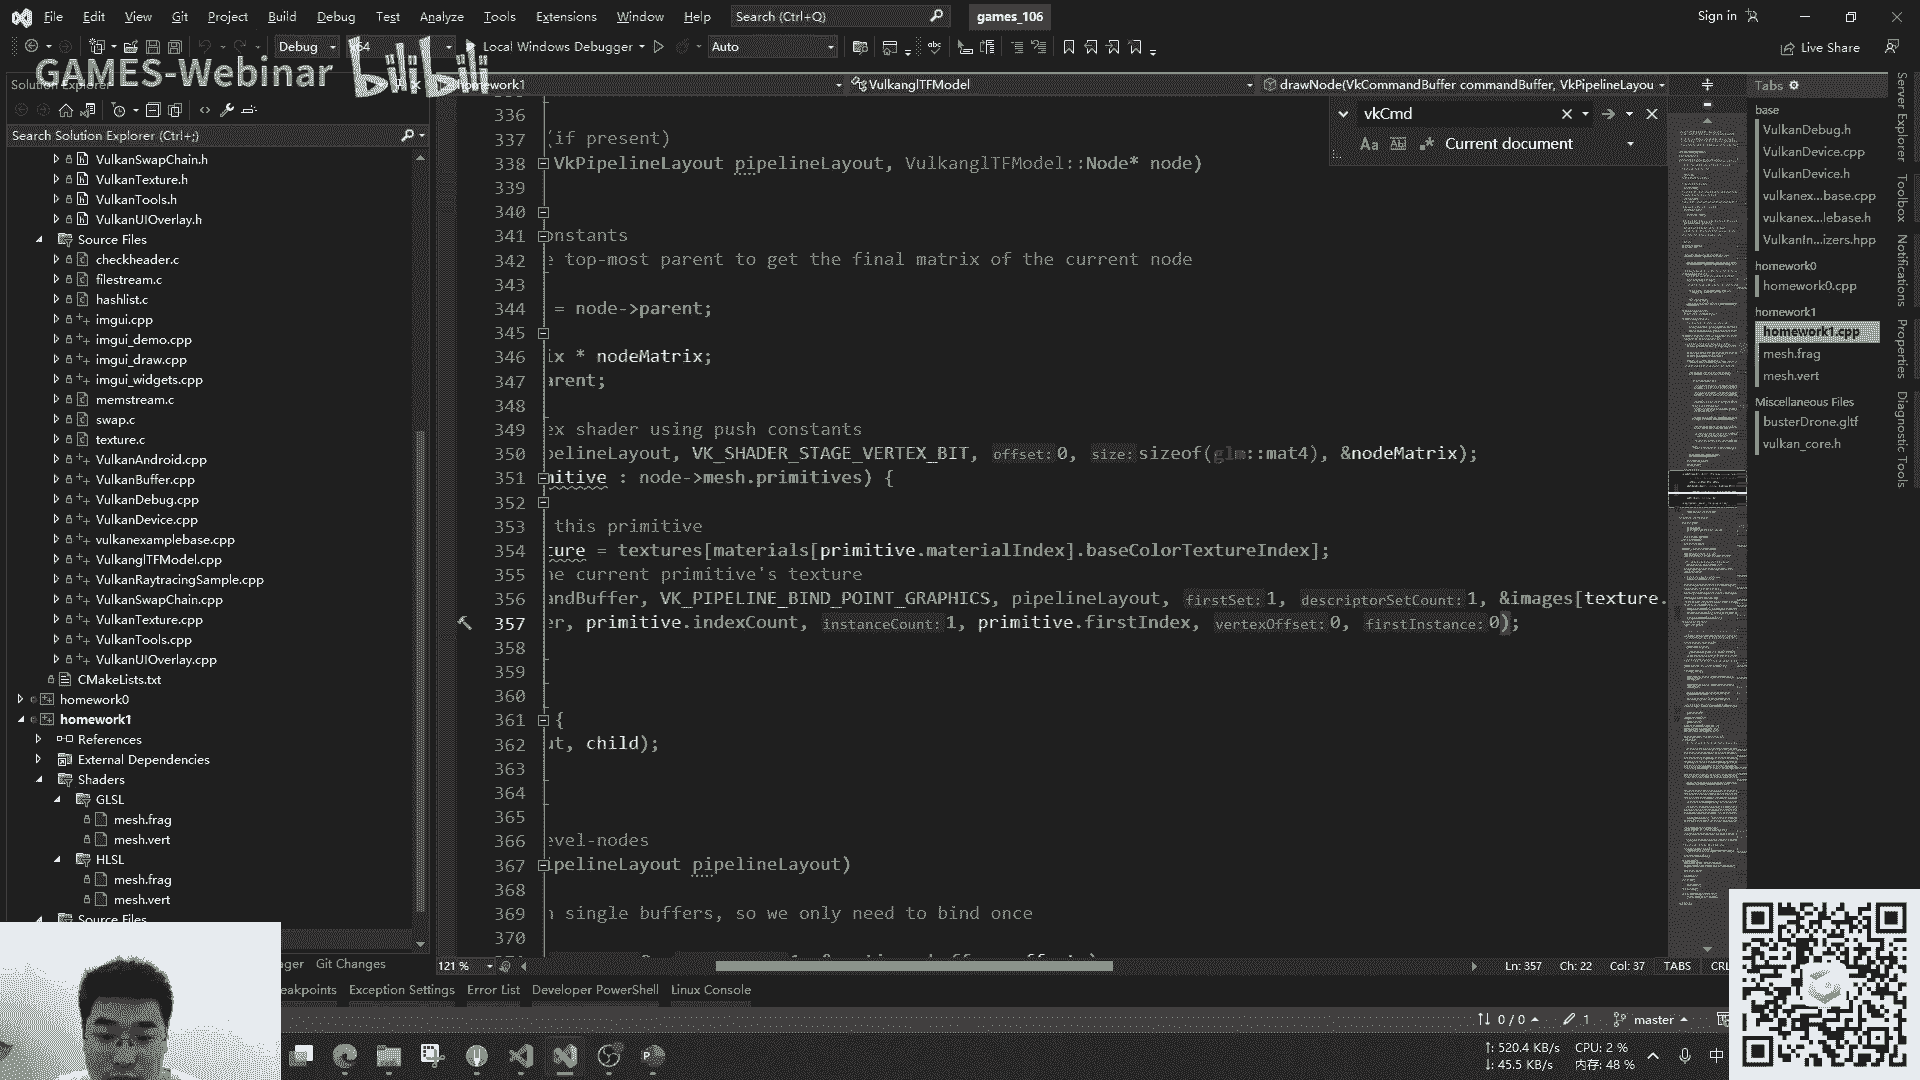 File Edit View Git Project Build Debug Test Analyze Tools Extensions Window Help Search (Ctrl+Q) games_106 Sign in
Debug x64 Local Windows Debugger Auto Live Share
GAMES-Webinar bilibili
Solution Explorer
homework1 VulkanglTFModel drawNode(VkCommandBuffer commandBuffer, VkPipelineLayou
Search Solution Explorer (Ctrl+;)
VulkanSwapChain.h
VulkanTexture.h
VulkanTools.h
VulkanUIOverlay.h
Source Files
checkheader.c
filestream.c
hashlist.c
imgui.cpp
imgui_demo.cpp
imgui_draw.cpp
imgui_widgets.cpp
memstream.c
swap.c
texture.c
VulkanAndroid.cpp
VulkanBuffer.cpp
VulkanDebug.cpp
VulkanDevice.cpp
vulkanexamplebase.cpp
VulkanglTFModel.cpp
VulkanRaytracingSample.cpp
VulkanSwapChain.cpp
VulkanTexture.cpp
VulkanTools.cpp
VulkanUIOverlay.cpp
CMakeLists.txt
homework0
homework1
References
External Dependencies
Shaders
GLSL
mesh.frag
mesh.vert
HLSL
mesh.frag
mesh.vert
Source Files
vkCmd
Aa Current document
336
337 (if present)
338 VkPipelineLayout pipelineLayout, VulkanglTFModel::Node* node)
339
340
341 onstants
342 e top-most parent to get the final matrix of the current node
343
344 = node->parent;
345
346 ix * nodeMatrix;
347 arent;
348
349 ex shader using push constants
350 pelineLayout, VK_SHADER_STAGE_VERTEX_BIT, offset:0, size:sizeof(glm::mat4), &nodeMatrix);
351 mitive : node->mesh.primitives) {
352
353 this primitive
354 ture = textures[materials[primitive.materialIndex].baseColorTextureIndex];
355 he current primitive's texture
356 andBuffer, VK_PIPELINE_BIND_POINT_GRAPHICS, pipelineLayout, firstSet:1, descriptorSetCount:1, &images[texture.
357 er, primitive.indexCount, instanceCount:1, primitive.firstIndex, vertexOffset:0, firstInstance:0);
358
359
360
361 {
362 ut, child);
363
364
365
366 evel-nodes
367 ipelineLayout pipelineLayout)
368
369 n single buffers, so we only need to bind once
370
Tabs
base
VulkanDebug.h
VulkanDevice.cpp
VulkanDevice.h
vulkanex...base.cpp
vulkanex...lebase.h
VulkanIn...izers.hpp
homework0
homework0.cpp
homework1
homework1.cpp
mesh.frag
mesh.vert
Miscellaneous Files
busterDrone.gltf
vulkan_core.h
Server Explorer
Toolbox
Notifications
Properties
Diagnostic Tools
ager Git Changes
121 % Ln: 357 Ch: 22 Col: 37 TABS CRL
eakpoints Exception Settings Error List Developer PowerShell Linux Console
0 / 0 1 master
↑: 520.4 KB/s CPU: 2 %
↓: 45.5 KB/s 内存: 48 %
中